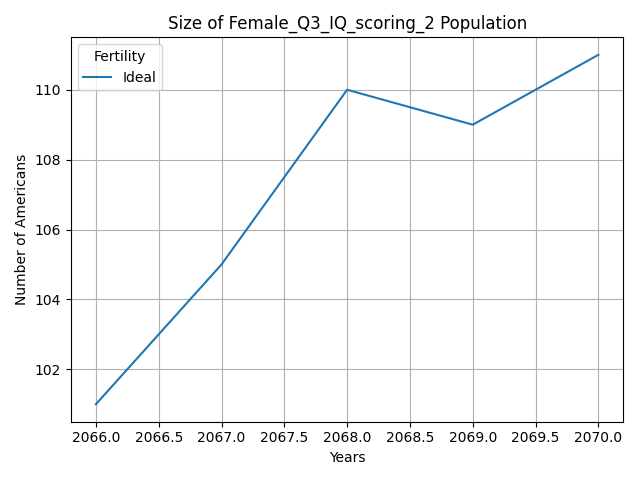 Size of Female_Q3_IQ_scoring_2 Population
Fertility
Ideal
Number of Americans
110
108
106
104
102
2066.0 2066.5 2067.0 2067.5 2068.0 2068.5 2069.0 2069.5 2070.0
Years